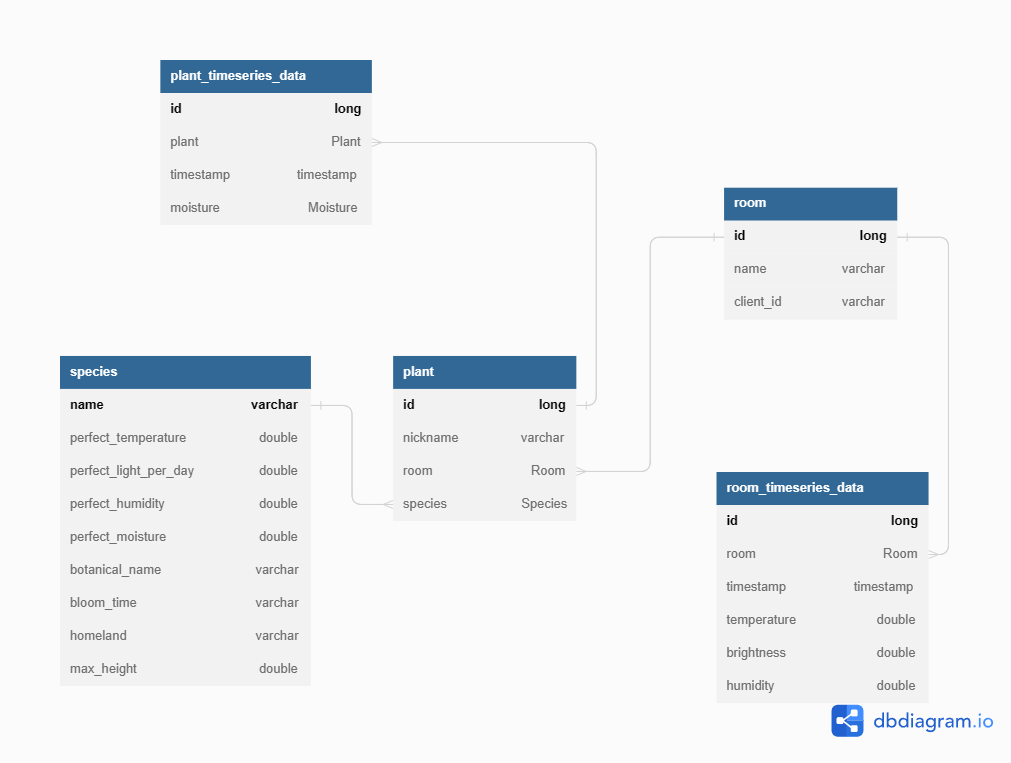 plant_timeseries_data
id long
plant Plant
timestamp timestamp
moisture Moisture
room
id long
name varchar
client_id varchar
species
name varchar
perfect_temperature double
perfect_light_per_day double
perfect_humidity double
perfect_moisture double
botanical_name varchar
bloom_time varchar
homeland varchar
max_height double
plant
id long
nickname varchar
room Room
species Species
room_timeseries_data
id long
room Room
timestamp timestamp
temperature double
brightness double
humidity double
dbdiagram.io